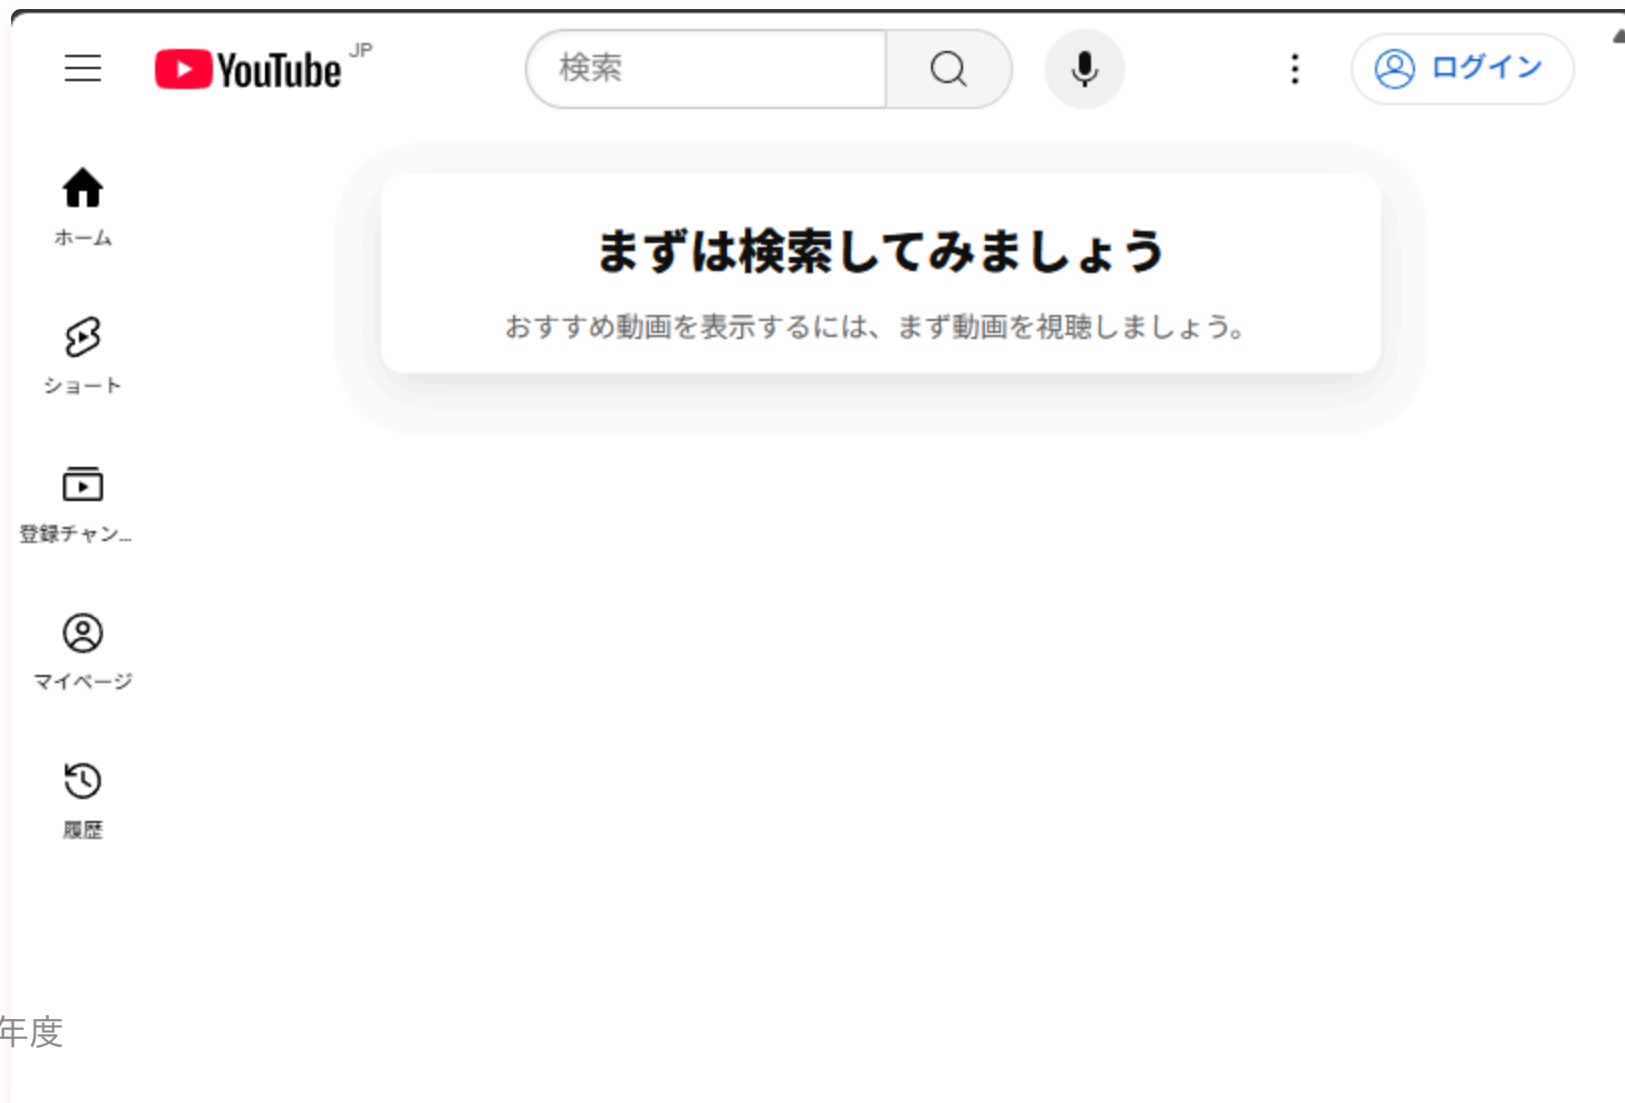 YouTube JP
検索
ログイン
ホーム
ショート
登録チャン...
マイページ
履歴
まずは検索してみましょう
おすすめ動画を表示するには、まず動画を視聴しましょう。
年度